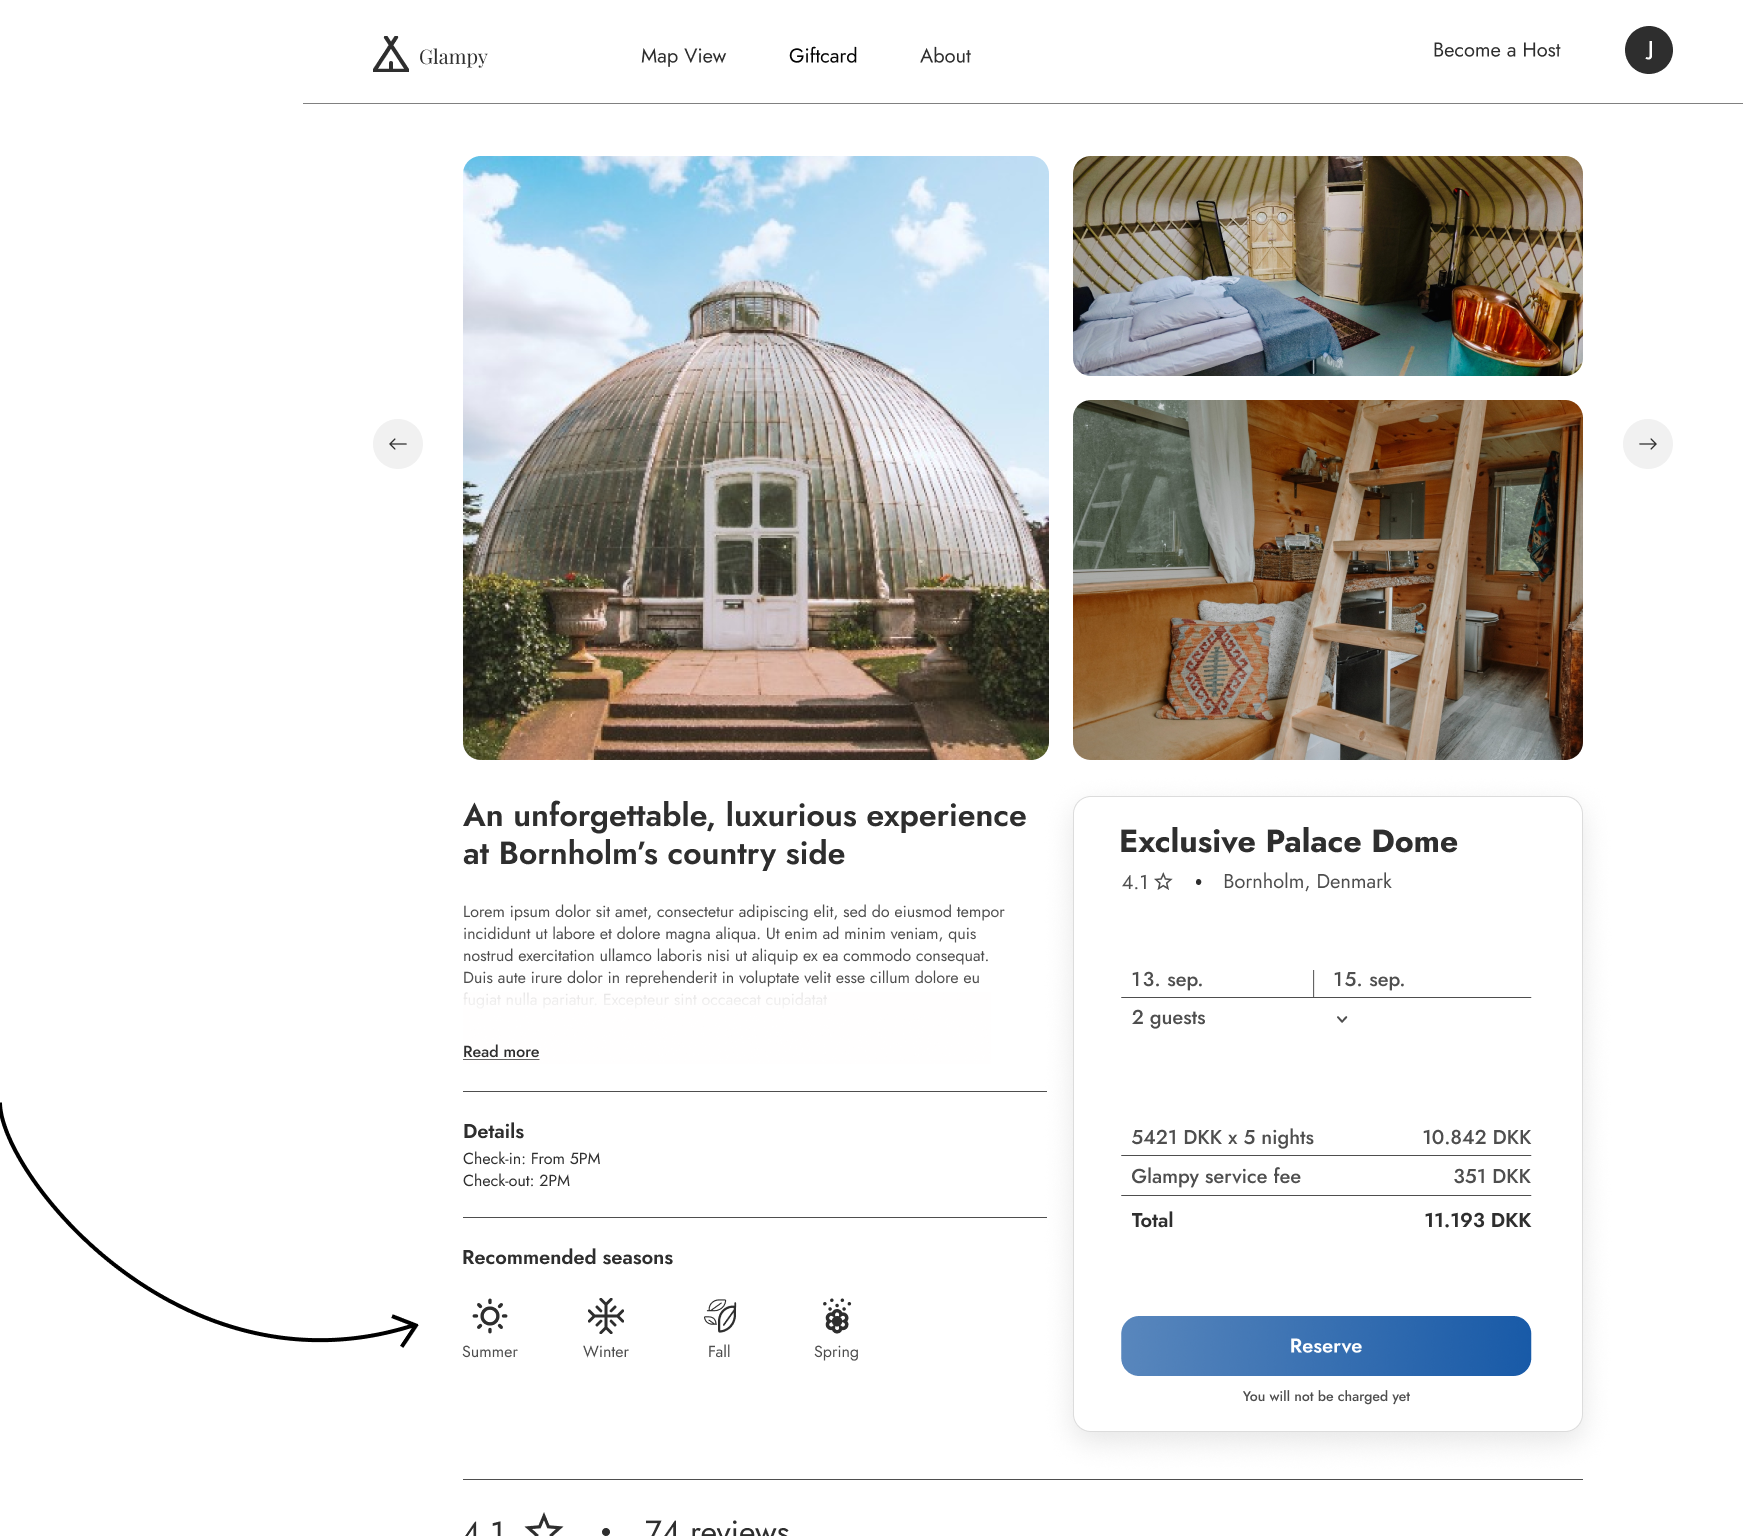 Glampy
Map View
Giftcard
About
Become a Host
J
An unforgettable, luxurious experience
at Bornholm’s country side
Lorem ipsum dolor sit amet, consectetur adipiscing elit, sed do eiusmod tempor
incididunt ut labore et dolore magna aliqua. Ut enim ad minim veniam, quis
nostrud exercitation ullamco laboris nisi ut aliquip ex ea commodo consequat.
Duis aute irure dolor in reprehenderit in voluptate velit esse cillum dolore eu
fugiat nulla pariatur. Excepteur sint occaecat cupidatat
Read more
Details
Check-in: From 5PM
Check-out: 2PM
Recommended seasons
Summer
Winter
Fall
Spring
Exclusive Palace Dome
4.1 • Bornholm, Denmark
13. sep.
15. sep.
2 guests
5421 DKK x 5 nights 10.842 DKK
Glampy service fee 351 DKK
Total 11.193 DKK
Reserve
You will not be charged yet
4.1 • 74 reviews